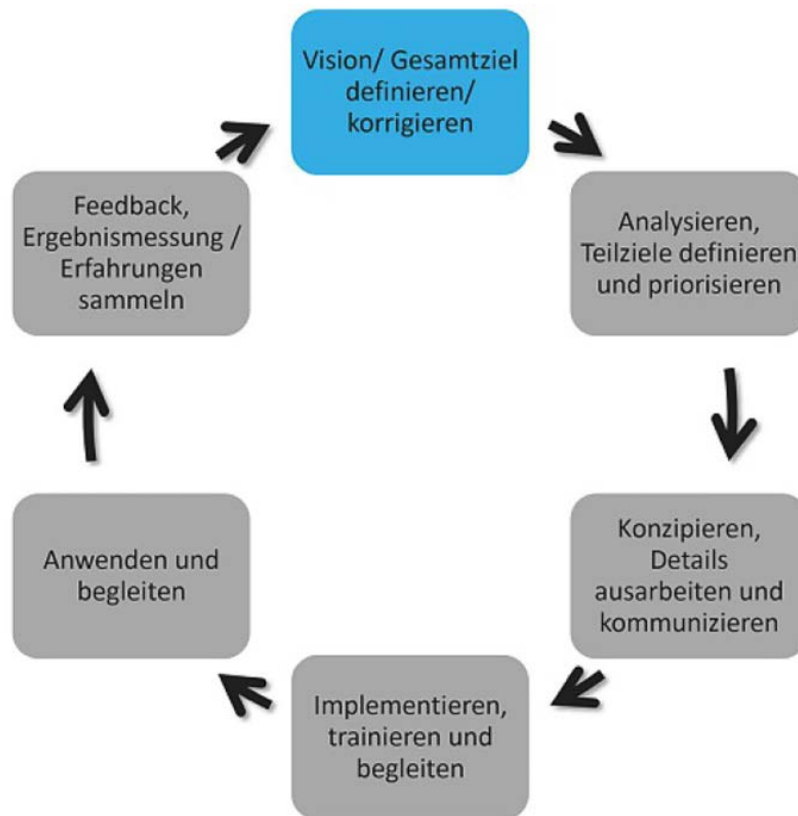 Vision/ Gesamtziel
definieren/
korrigieren
Analysieren,
Teilziele definieren
und priorisieren
Konzipieren,
Details
ausarbeiten und
kommunizieren
Implementieren,
trainieren und
begleiten
Anwenden und
begleiten
Feedback,
Ergebnismessung /
Erfahrungen
sammeln